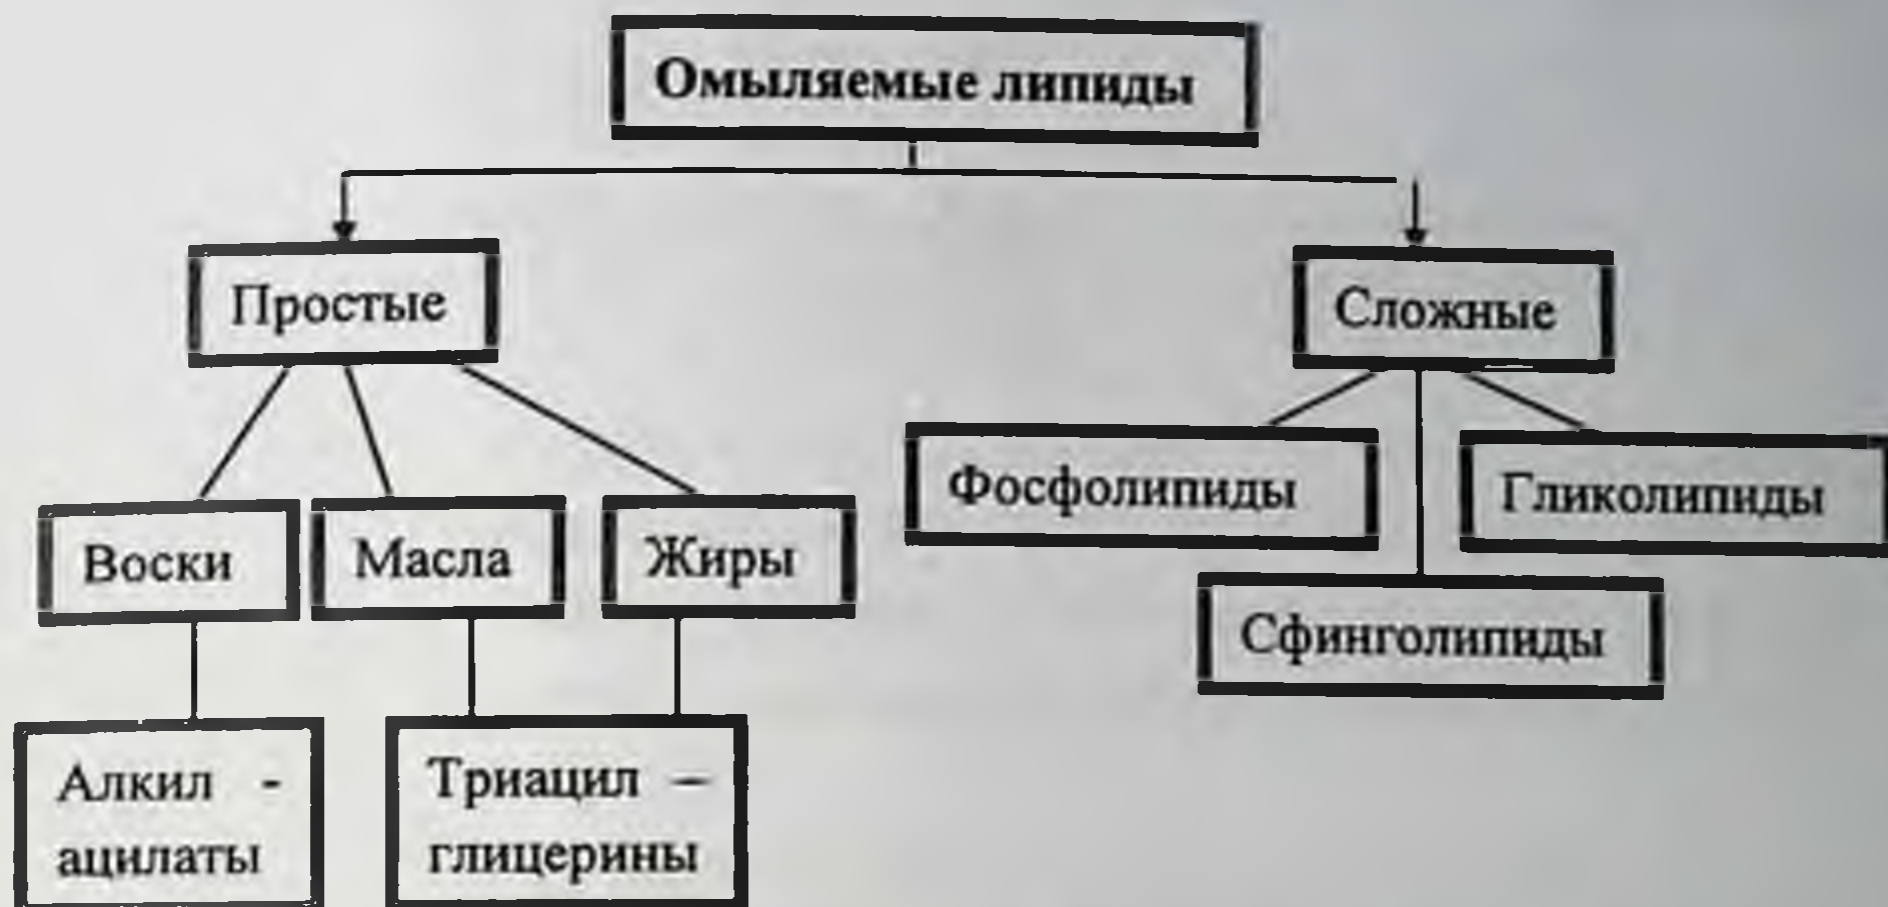 Омыляемые липиды
Простые
Сложные
Фосфолипиды
Гликолипиды
Воски
Масла
Жиры
Сфинголипиды
Алкил -
ацилаты
Триацил –
глицерины